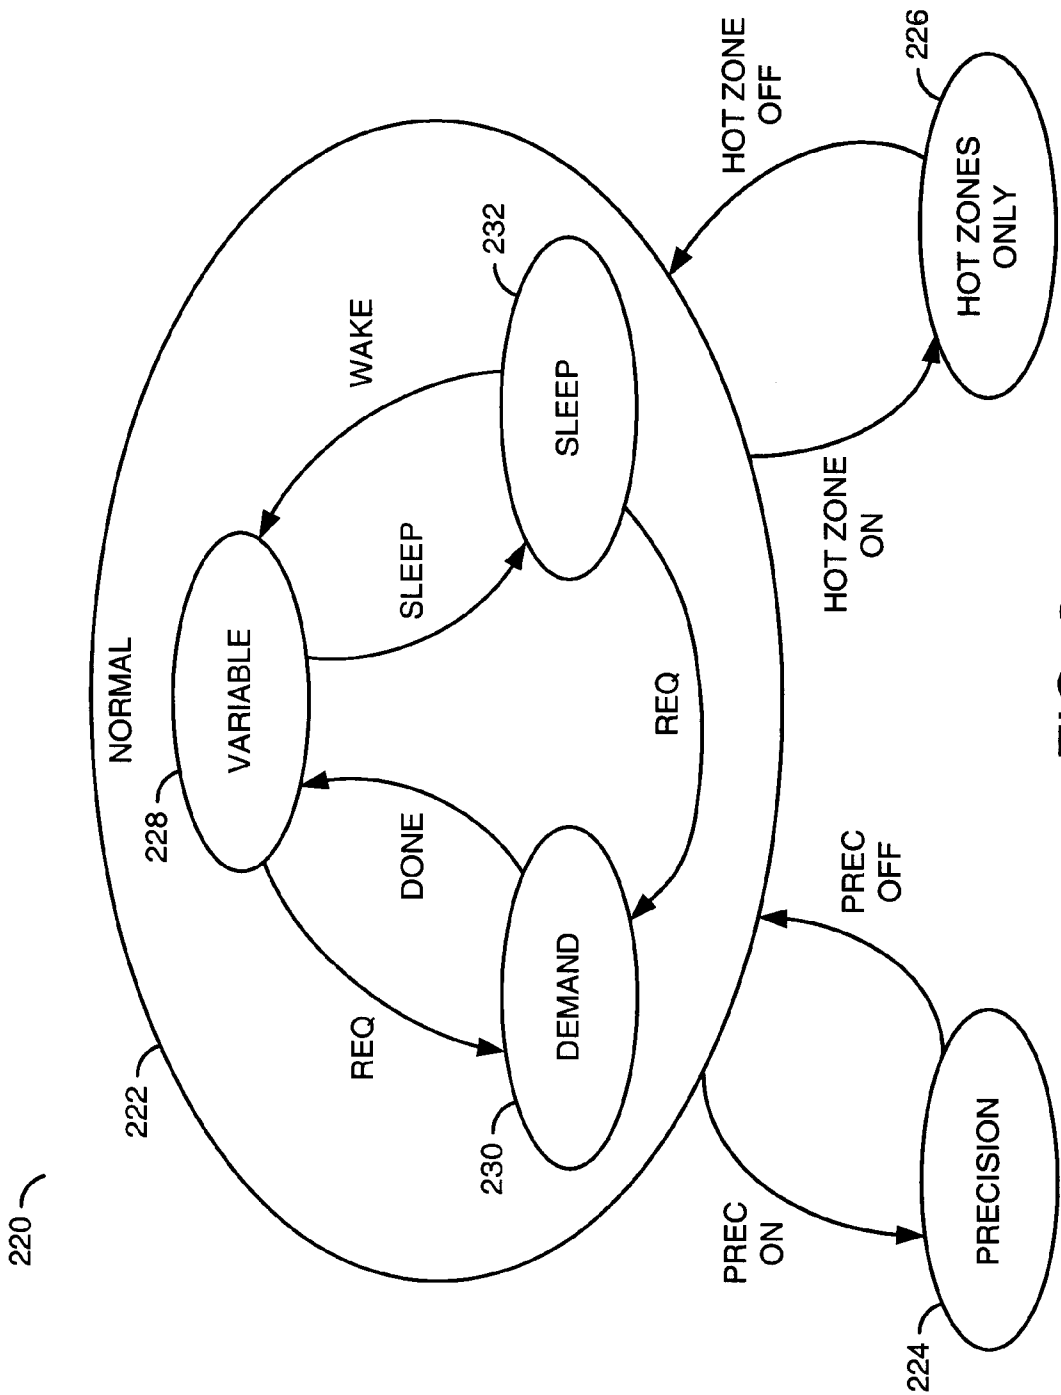 220
222
NORMAL
228
VARIABLE
REQ
DONE
SLEEP
WAKE
230
DEMAND
REQ
232
SLEEP
PREC
ON
PREC
OFF
HOT ZONE
ON
HOT ZONE
OFF
224
PRECISION
226
HOT ZONES
ONLY